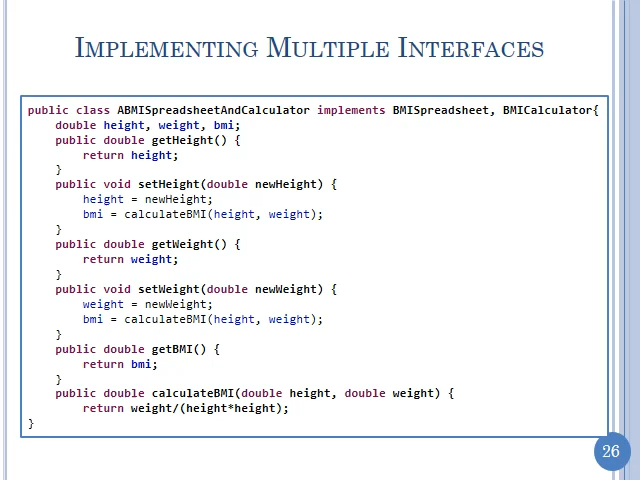 IMPLEMENTING MULTIPLE INTERFACES
public class ABMISpreadsheetAndCalculator implements BMISpreadsheet, BMICalculator{
    double height, weight, bmi;
    public double getHeight() {
        return height;
    }
    public void setHeight(double newHeight) {
        height = newHeight;
        bmi = calculateBMI(height, weight);
    }
    public double getWeight() {
        return weight;
    }
    public void setWeight(double newWeight) {
        weight = newWeight;
        bmi = calculateBMI(height, weight);
    }
    public double getBMI() {
        return bmi;
    }
    public double calculateBMI(double height, double weight) {
        return weight/(height*height);
}
26